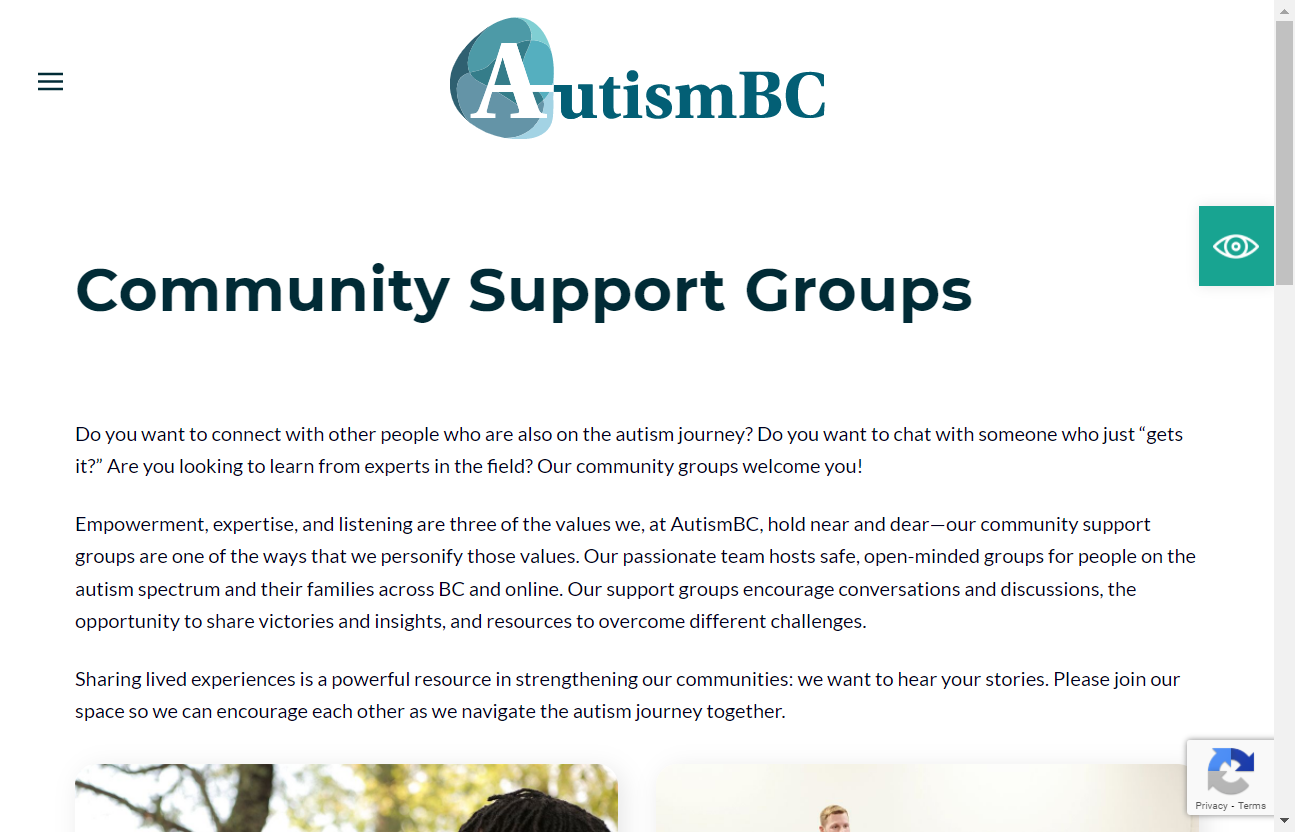 AutismBC
Community Support Groups
Do you want to connect with other people who are also on the autism journey? Do you want to chat with someone who just “gets
it?” Are you looking to learn from experts in the field? Our community groups welcome you!
Empowerment, expertise, and listening are three of the values we, at AutismBC, hold near and dear—our community support
groups are one of the ways that we personify those values. Our passionate team hosts safe, open-minded groups for people on the
autism spectrum and their families across BC and online. Our support groups encourage conversations and discussions, the
opportunity to share victories and insights, and resources to overcome different challenges.
Sharing lived experiences is a powerful resource in strengthening our communities: we want to hear your stories. Please join our
space so we can encourage each other as we navigate the autism journey together.
Privacy - Terms